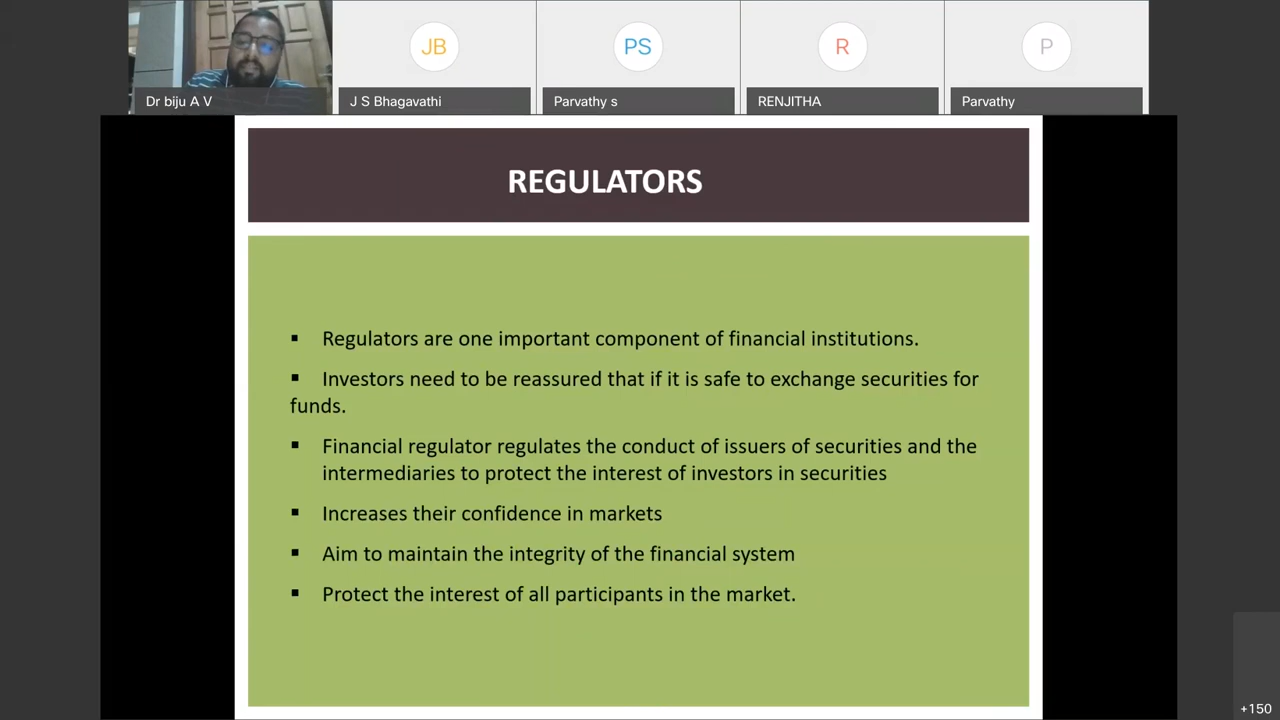 JB
PS
R
P
Dr biju A V
J S Bhagavathi
Parvathy s
RENJITHA
Parvathy
REGULATORS
▪ Regulators are one important component of financial institutions.
▪ Investors need to be reassured that if it is safe to exchange securities for
funds.
▪ Financial regulator regulates the conduct of issuers of securities and the
intermediaries to protect the interest of investors in securities
▪ Increases their confidence in markets
▪ Aim to maintain the integrity of the financial system
▪ Protect the interest of all participants in the market.
+150